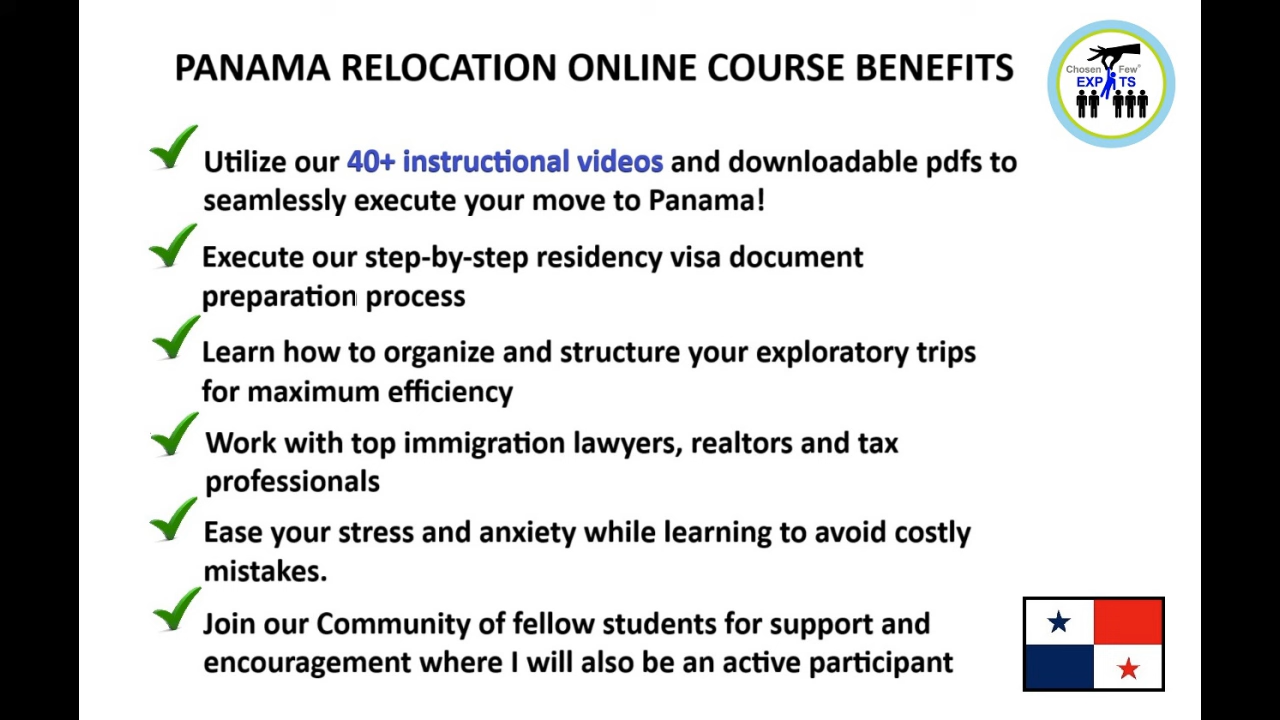 PANAMA RELOCATION ONLINE COURSE BENEFITS
Chosen Few®
EXP TS
Utilize our 40+ instructional videos and downloadable pdfs to
seamlessly execute your move to Panama!
Execute our step-by-step residency visa document
preparation process
Learn how to organize and structure your exploratory trips
for maximum efficiency
Work with top immigration lawyers, realtors and tax
professionals
Ease your stress and anxiety while learning to avoid costly
mistakes.
Join our Community of fellow students for support and
encouragement where I will also be an active participant